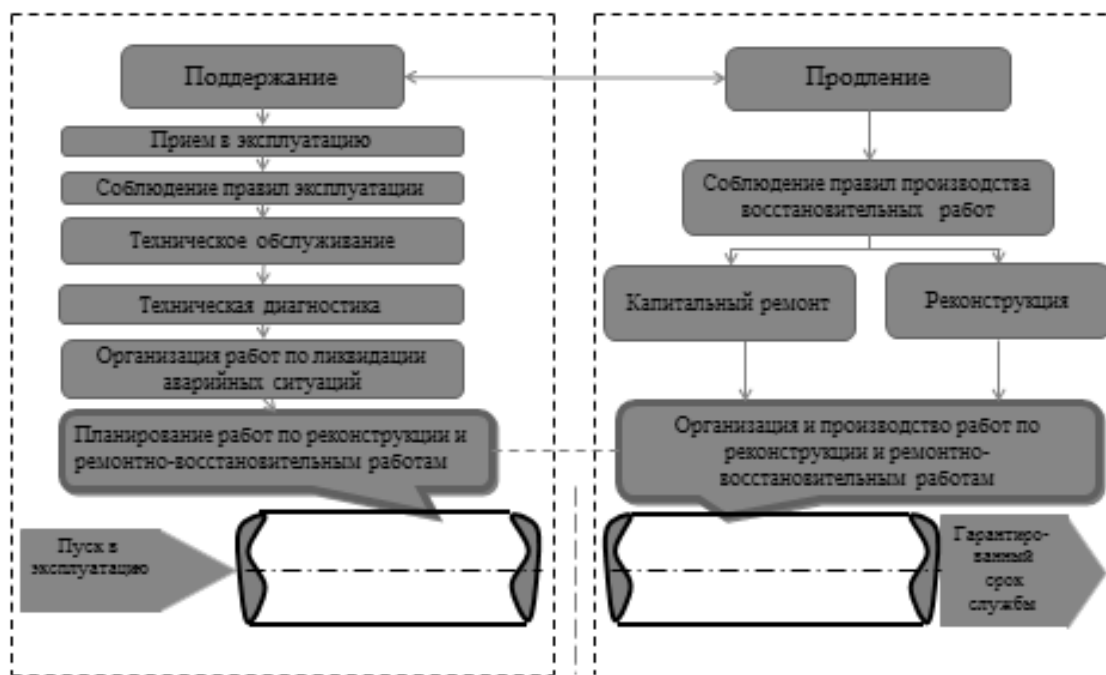 Поддержание
Прием в эксплуатацию
Соблюдение правил эксплуатации
Техническое обслуживание
Техническая диагностика
Организация работ по ликвидации
аварийных ситуаций
Планирование работ по реконструкции и
ремонтно-восстановительным работам
Пуск в
эксплуатацию
Продление
Соблюдение правил производства
восстановительных работ
Капитальный ремонт
Реконструкция
Организация и производство работ по
реконструкции и ремонтно-
восстановительным работам
Гарантиро-
ванный
срок
службы